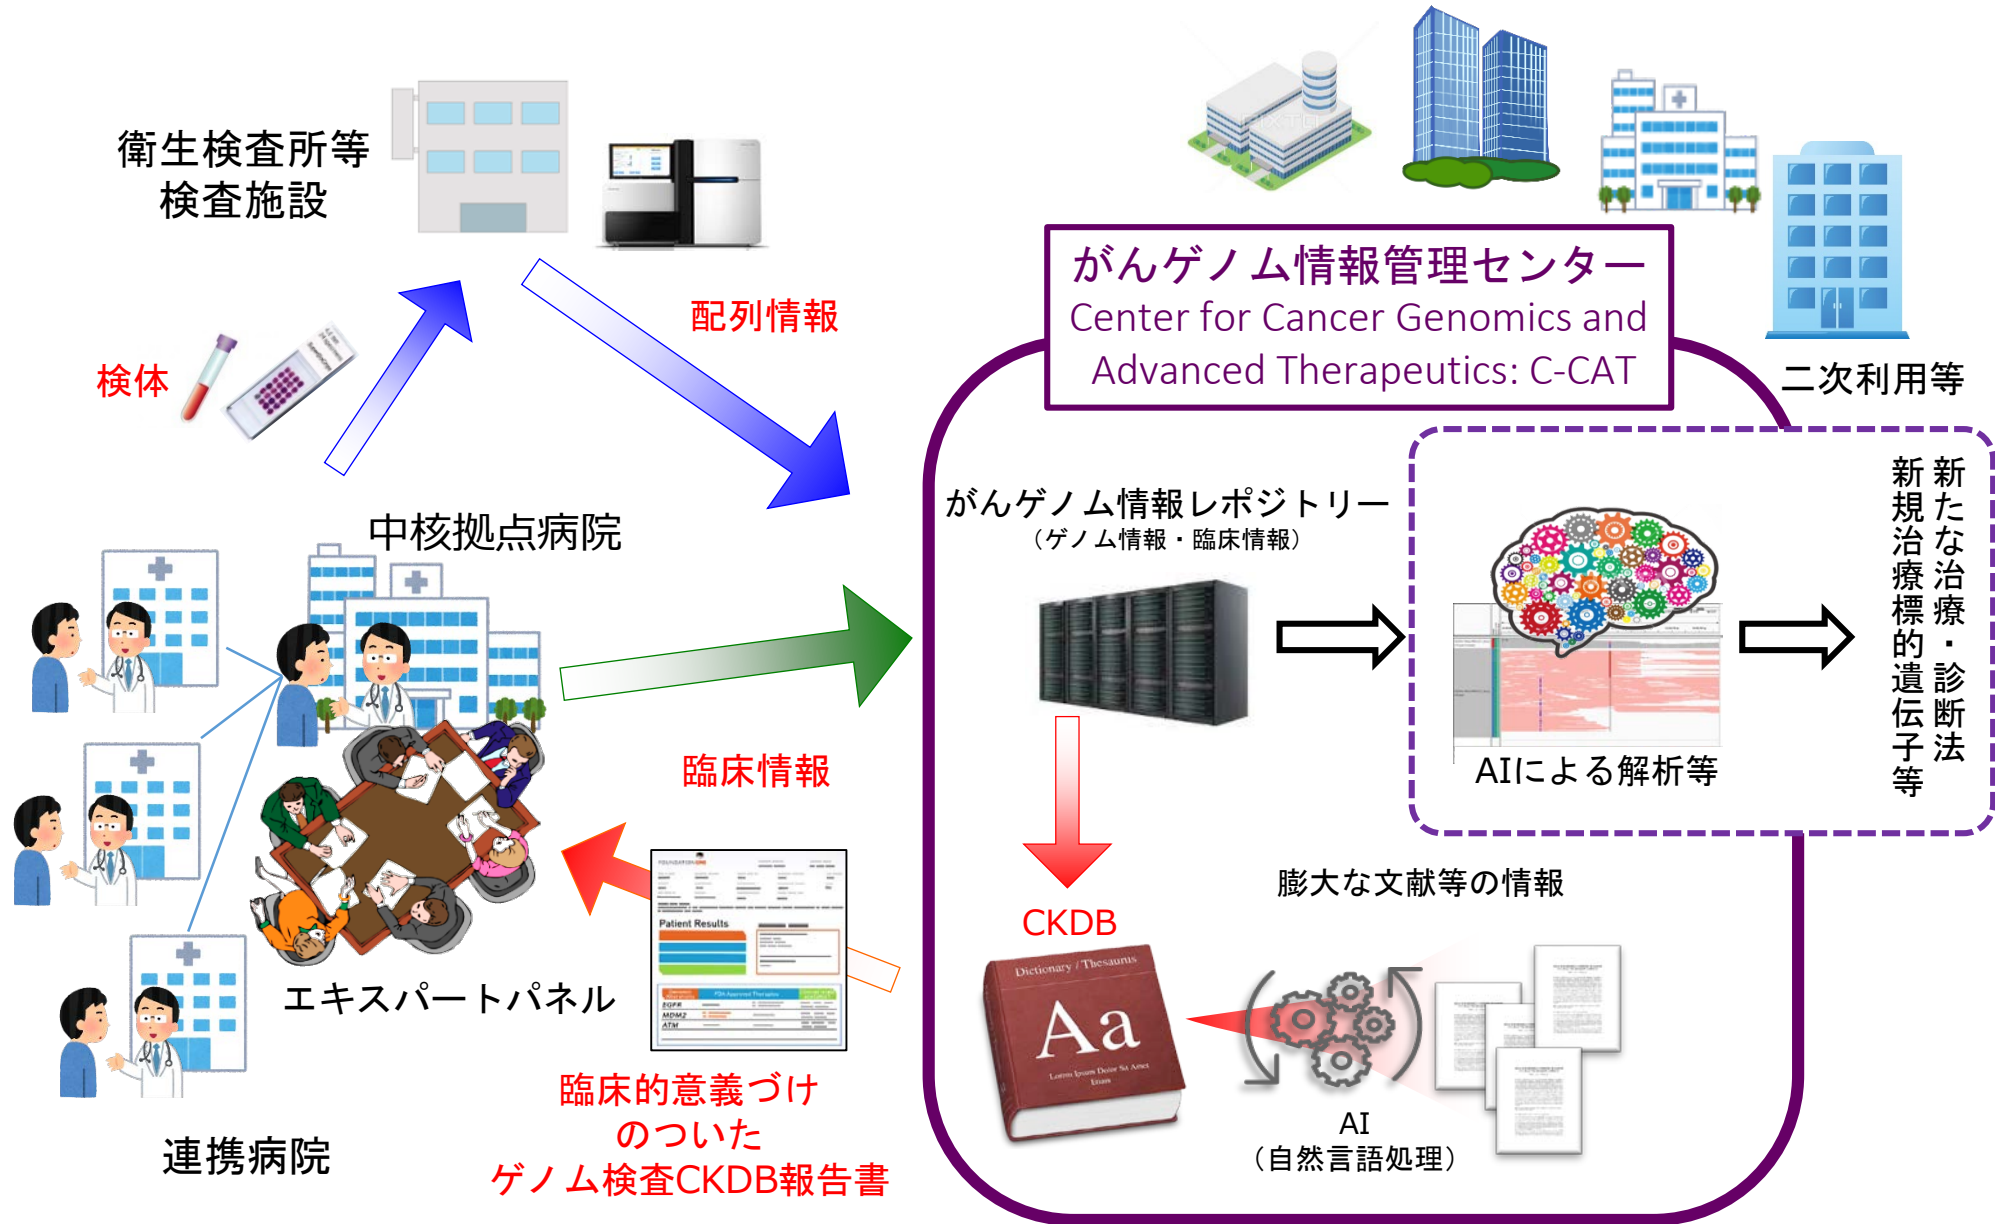 衛生検査所等
検査施設
検体
配列情報
がんゲノム情報管理センター
Center for Cancer Genomics and
Advanced Therapeutics: C-CAT
二次利用等
中核拠点病院
がんゲノム情報レポジトリー
（ゲノム情報・臨床情報）
新たな治療・診断法
新規治療標的遺伝子等
AIによる解析等
臨床情報
エキスパートパネル
連携病院
Patient Results
EGFR
MDM2
ATM
臨床的意義づけ
のついた
ゲノム検査CKDB報告書
CKDB
Dictionary / Thesaurus
Aa
Lorem Ipsum Dolor Sit Amet
膨大な文献等の情報
AI
（自然言語処理）